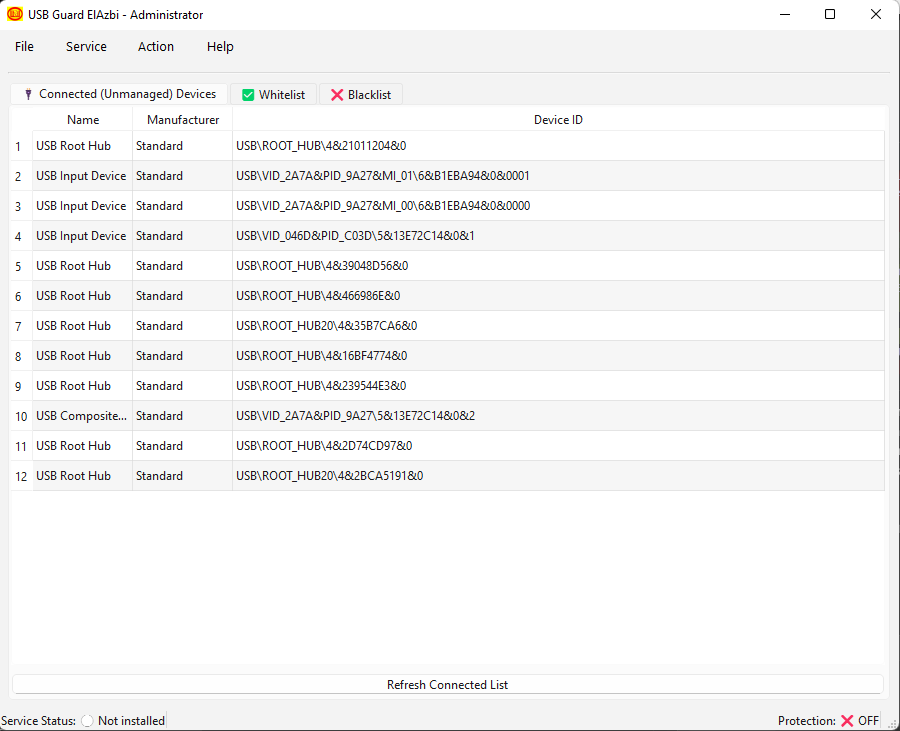 USB Guard ElAzbi - Administrator
File Service Action Help
Connected (Unmanaged) Devices Whitelist Blacklist
Name Manufacturer Device ID
1 USB Root Hub Standard USB\ROOT_HUB\4&21011204&0
2 USB Input Device Standard USB\VID_2A7A&PID_9A27&MI_01\6&B1EBA94&0&0001
3 USB Input Device Standard USB\VID_2A7A&PID_9A27&MI_00\6&B1EBA94&0&0000
4 USB Input Device Standard USB\VID_046D&PID_C03D\5&13E72C14&0&1
5 USB Root Hub Standard USB\ROOT_HUB\4&39048D56&0
6 USB Root Hub Standard USB\ROOT_HUB\4&466986E&0
7 USB Root Hub Standard USB\ROOT_HUB20\4&35B7CA6&0
8 USB Root Hub Standard USB\ROOT_HUB\4&16BF4774&0
9 USB Root Hub Standard USB\ROOT_HUB\4&239544E3&0
10 USB Composite... Standard USB\VID_2A7A&PID_9A27\5&13E72C14&0&2
11 USB Root Hub Standard USB\ROOT_HUB\4&2D74CD97&0
12 USB Root Hub Standard USB\ROOT_HUB20\4&2BCA5191&0
Refresh Connected List
Service Status: Not installed Protection: OFF